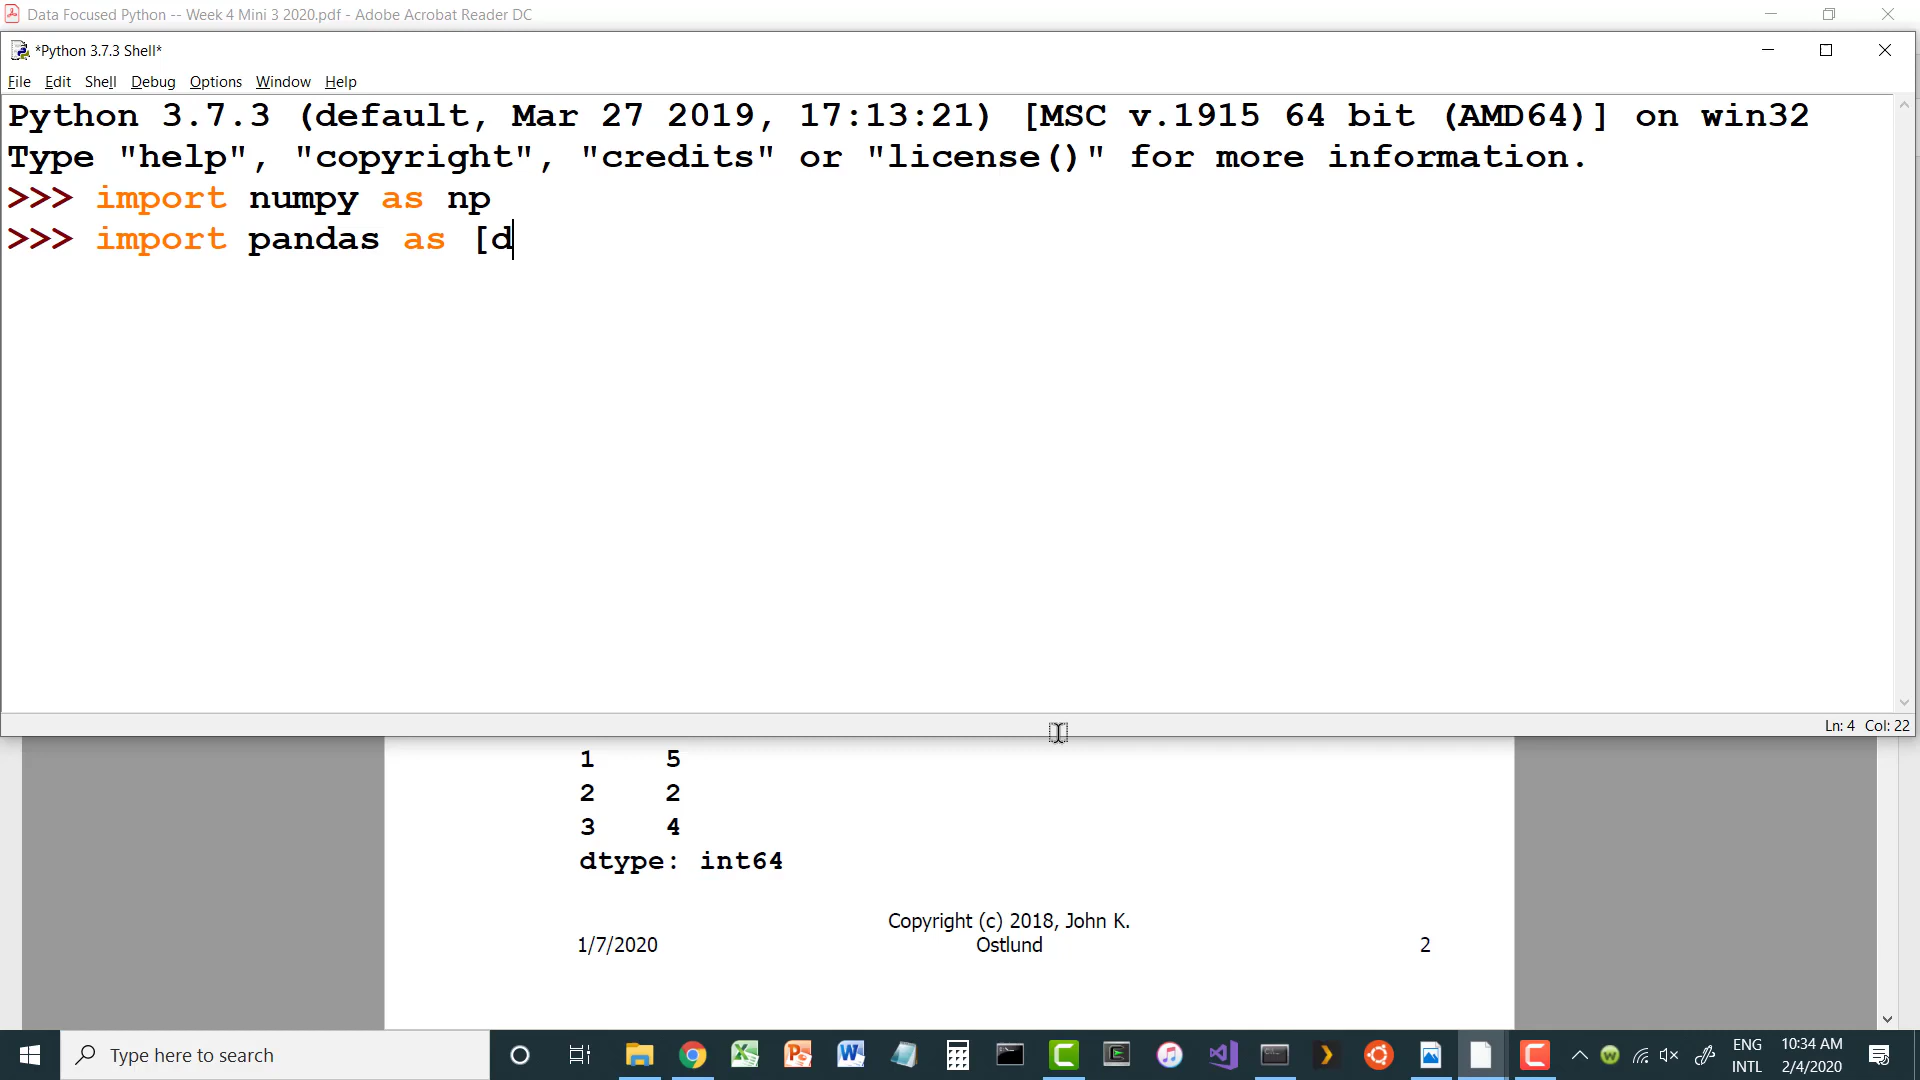 Data Focused Python -- Week 4 Mini 3 2020.pdf - Adobe Acrobat Reader DC
*Python 3.7.3 Shell*
File Edit Shell Debug Options Window Help
Python 3.7.3 (default, Mar 27 2019, 17:13:21) [MSC v.1915 64 bit (AMD64)] on win32
Type "help", "copyright", "credits" or "license()" for more information.
>>> import numpy as np
>>> import pandas as [d
Ln: 4 Col: 22
1 5
2 2
3 4
dtype: int64
1/7/2020
Copyright (c) 2018, John K.
Ostlund
2
Type here to search
ENG
INTL
10:34 AM
2/4/2020